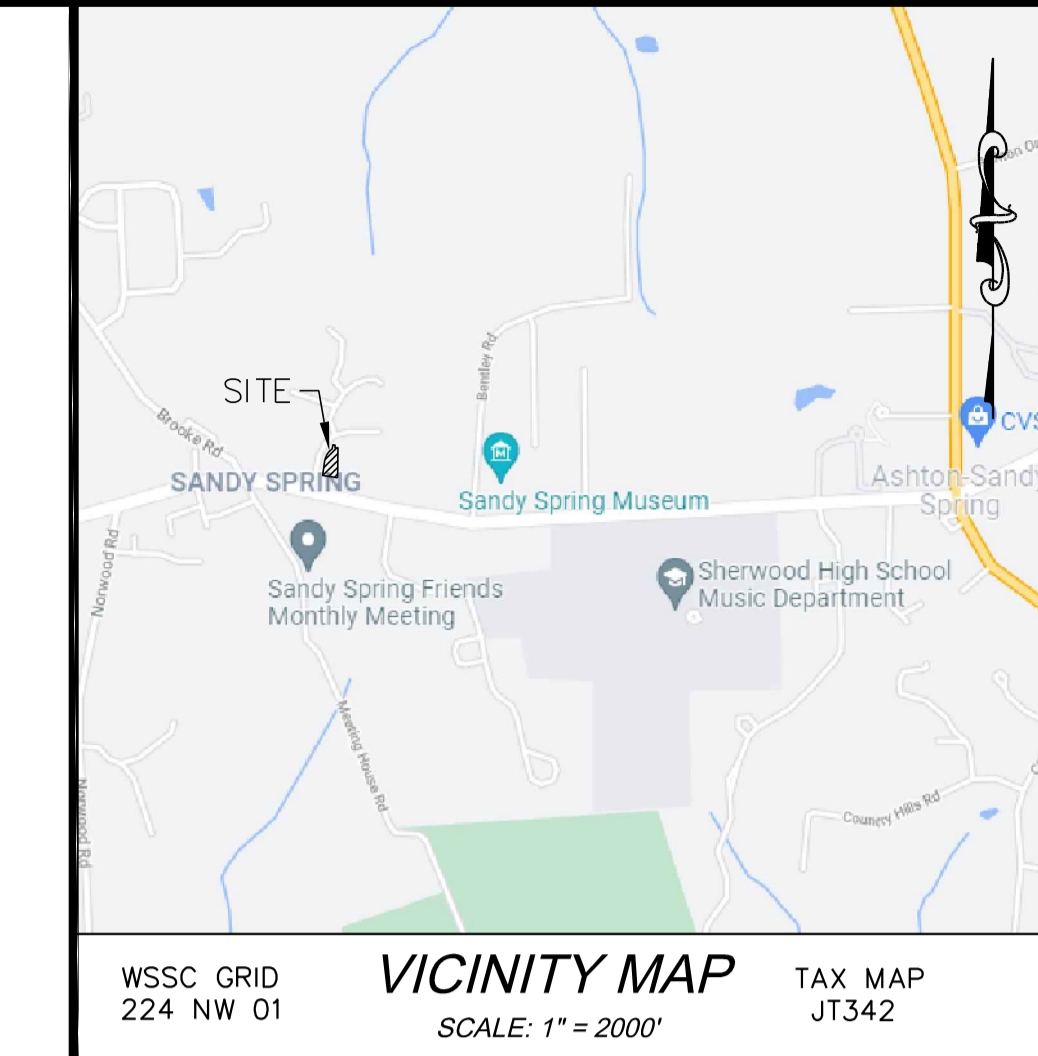 SITE
Brooke Rd
SANDY SPRING
Bentley Rd
Sandy Spring Museum
CVS
Ashton-Sandy
Spring
Norwood Rd
Sandy Spring Friends
Monthly Meeting
Sherwood High School
Music Department
Meeting House Rd
Norwood Rd
Country Hills Rd
WSSC GRID
224 NW 01
VICINITY MAP
SCALE: 1" = 2000'
TAX MAP
JT342